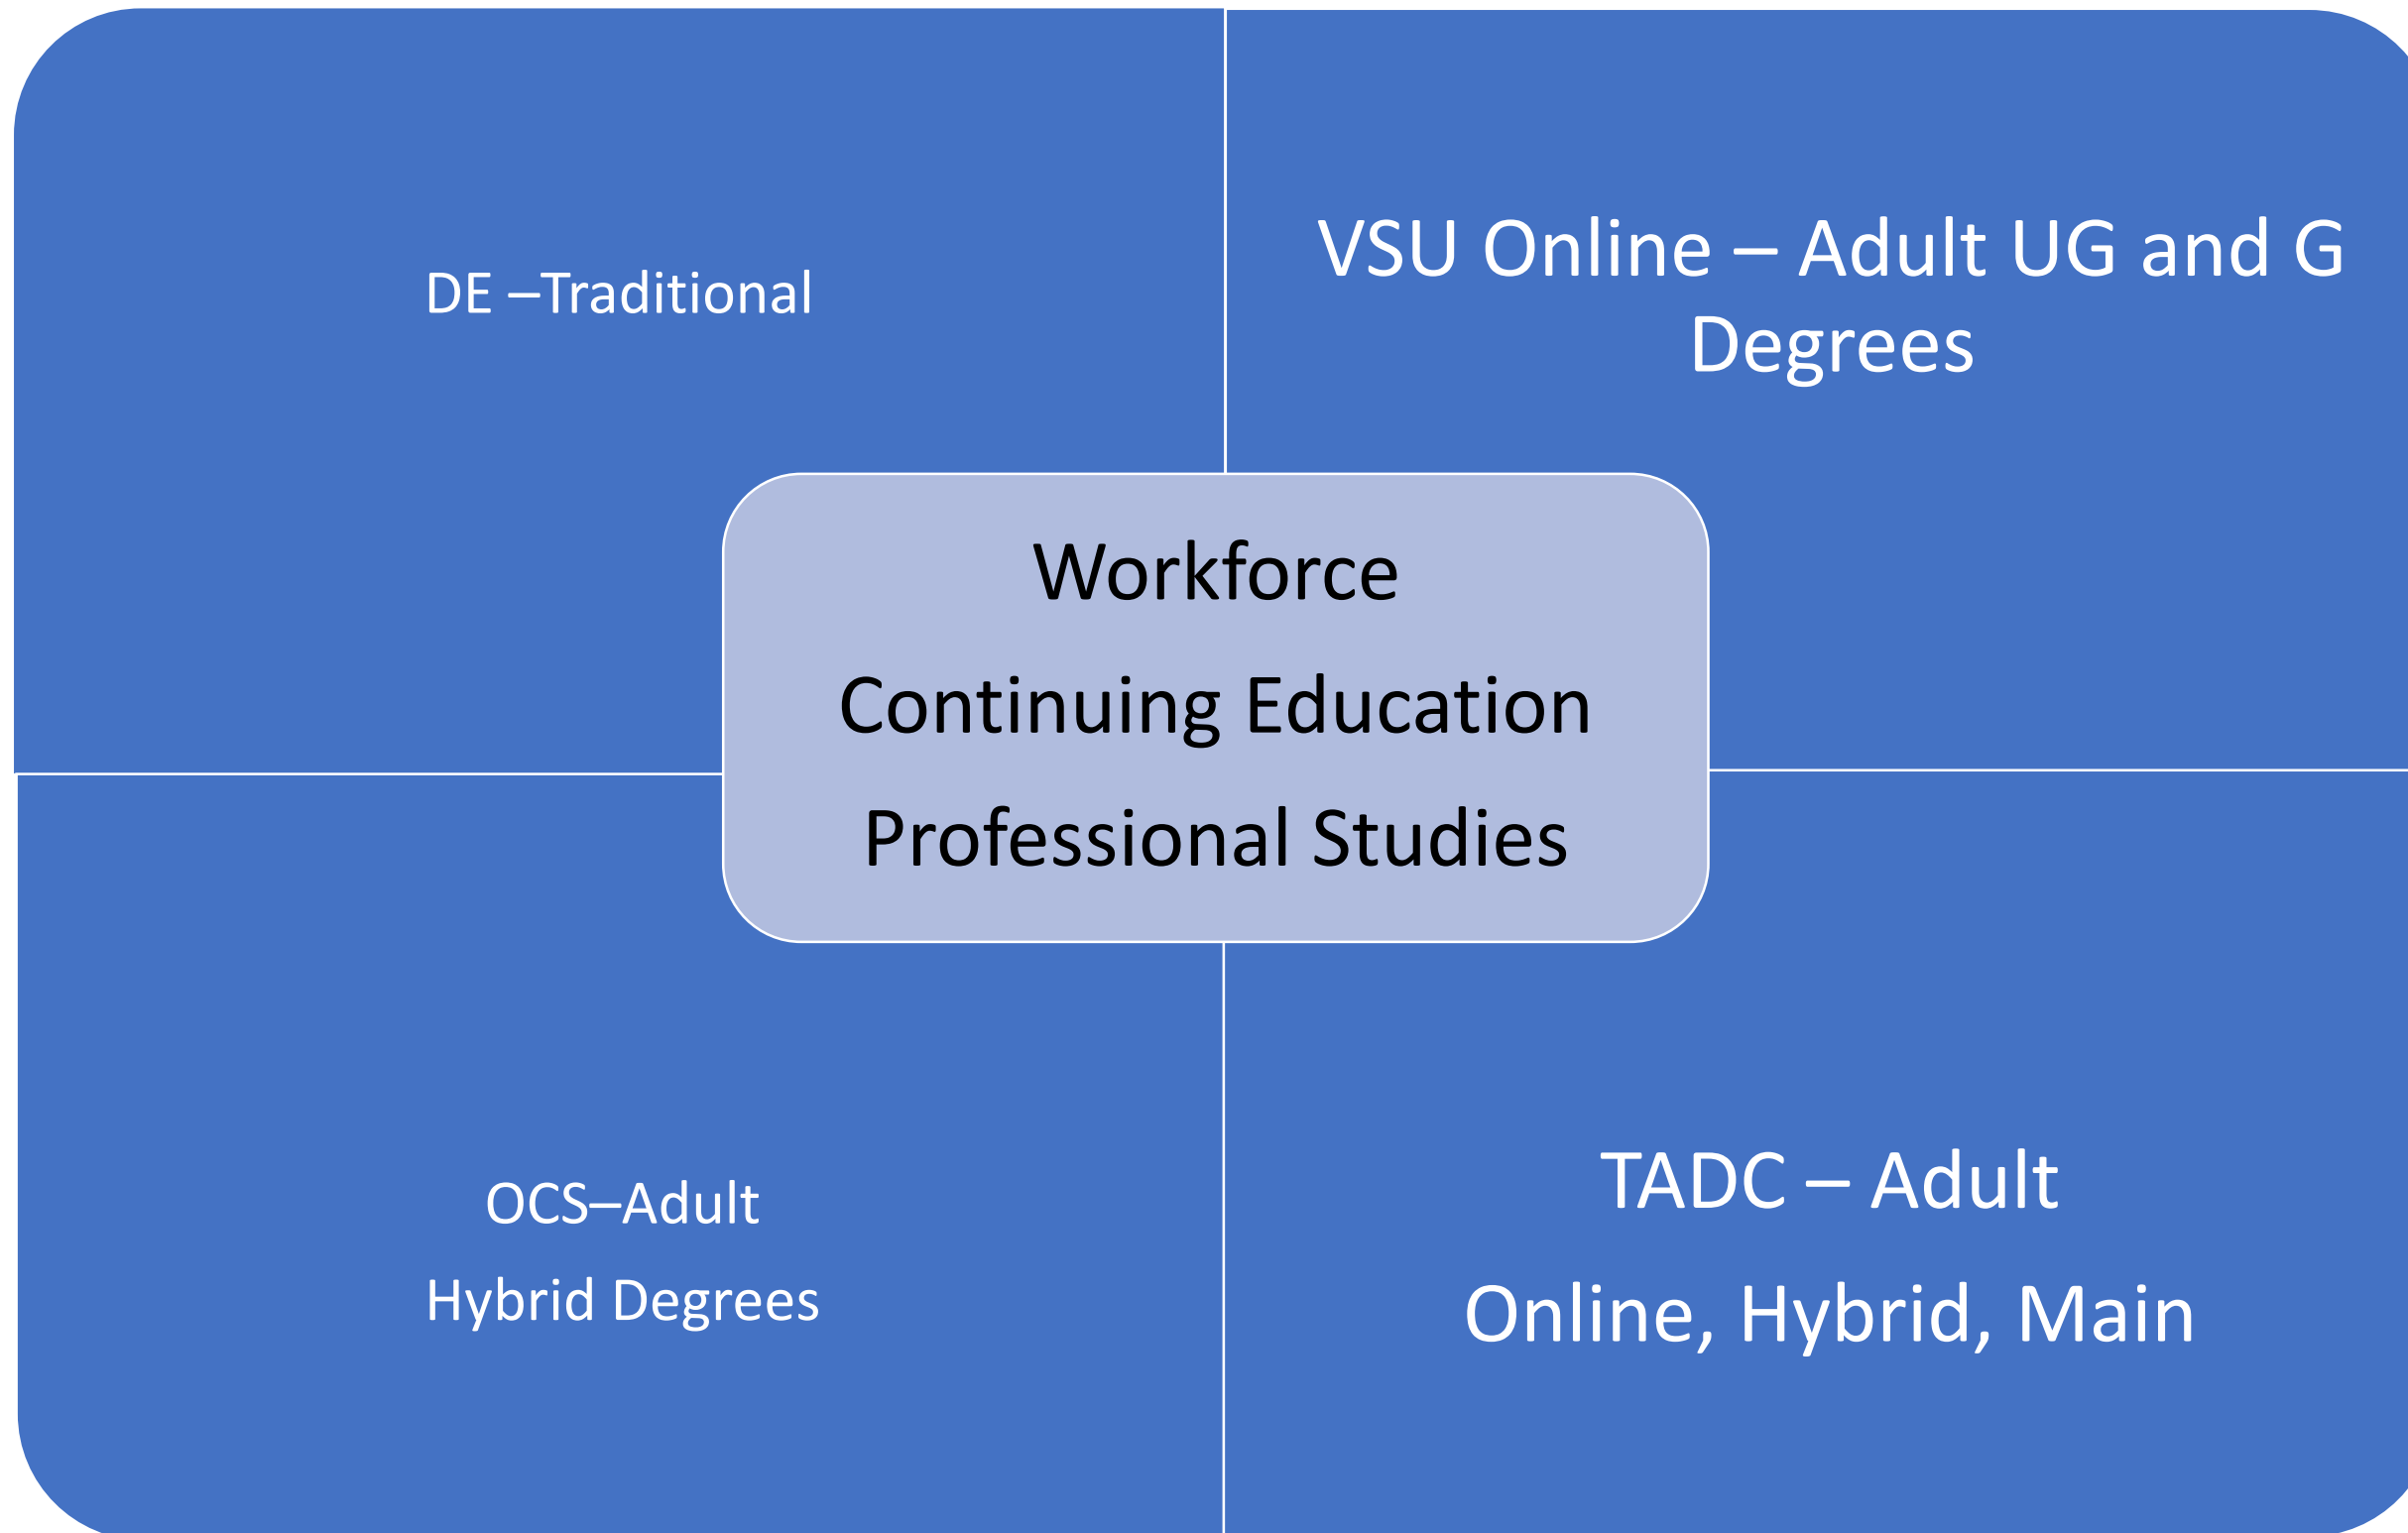 DE –Traditional
VSU Online – Adult UG and G
Degrees
Workforce
Continuing Education
Professional Studies
OCS–Adult
Hybrid Degrees
TADC – Adult
Online, Hybrid, Main